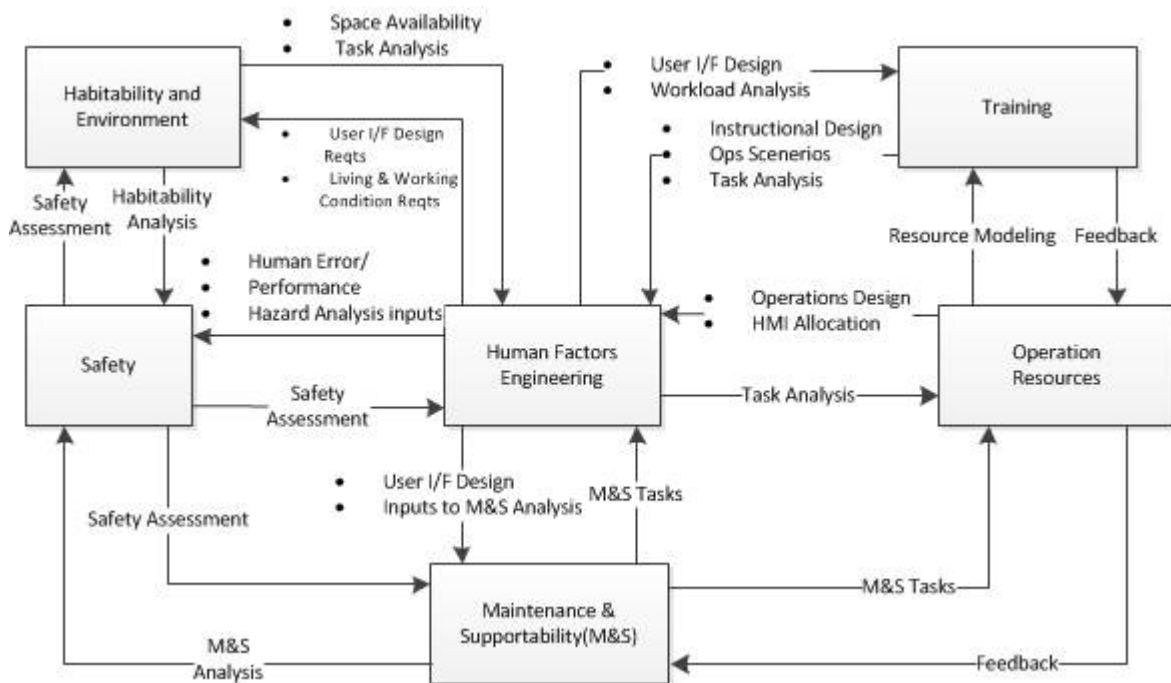 • Space Availability
• Task Analysis
Habitability and
Environment
• User I/F Design
• Workload Analysis
Training
• User I/F Design
Reqts
• Living & Working
Condition Reqts
• Instructional Design
• Ops Scenerios
• Task Analysis
Safety
Assessment
Habitability
Analysis
Resource Modeling
Feedback
• Human Error/
• Performance
• Hazard Analysis inputs
• Operations Design
• HMI Allocation
Safety
Human Factors
Engineering
Operation
Resources
Safety
Assessment
Task Analysis
• User I/F Design
• Inputs to M&S Analysis
M&S Tasks
Safety Assessment
M&S Tasks
Maintenance &
Supportability(M&S)
M&S
Analysis
Feedback